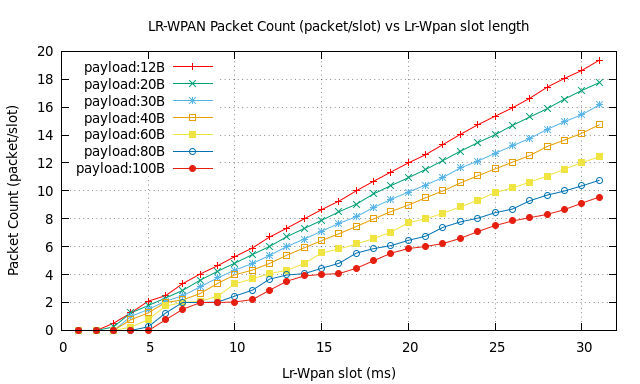 LR-WPAN Packet Count (packet/slot) vs Lr-Wpan slot length
Packet Count (packet/slot)
20
18
16
14
12
10
8
6
4
2
0
payload:12B
payload:20B
payload:30B
payload:40B
payload:60B
payload:80B
payload:100B
0 5 10 15 20 25 30
Lr-Wpan slot (ms)